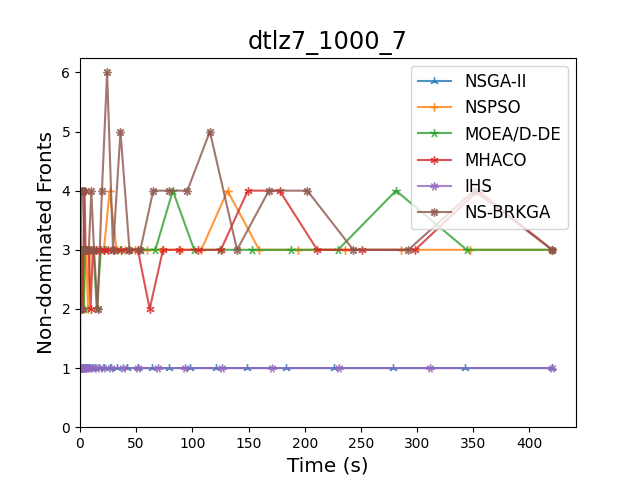 dtlz7_1000_7
6
5
4
3
2
1
0
Non-dominated Fronts
NSGA-II
NSPSO
MOEA/D-DE
MHACO
IHS
NS-BRKGA
0 50 100 150 200 250 300 350 400
Time (s)